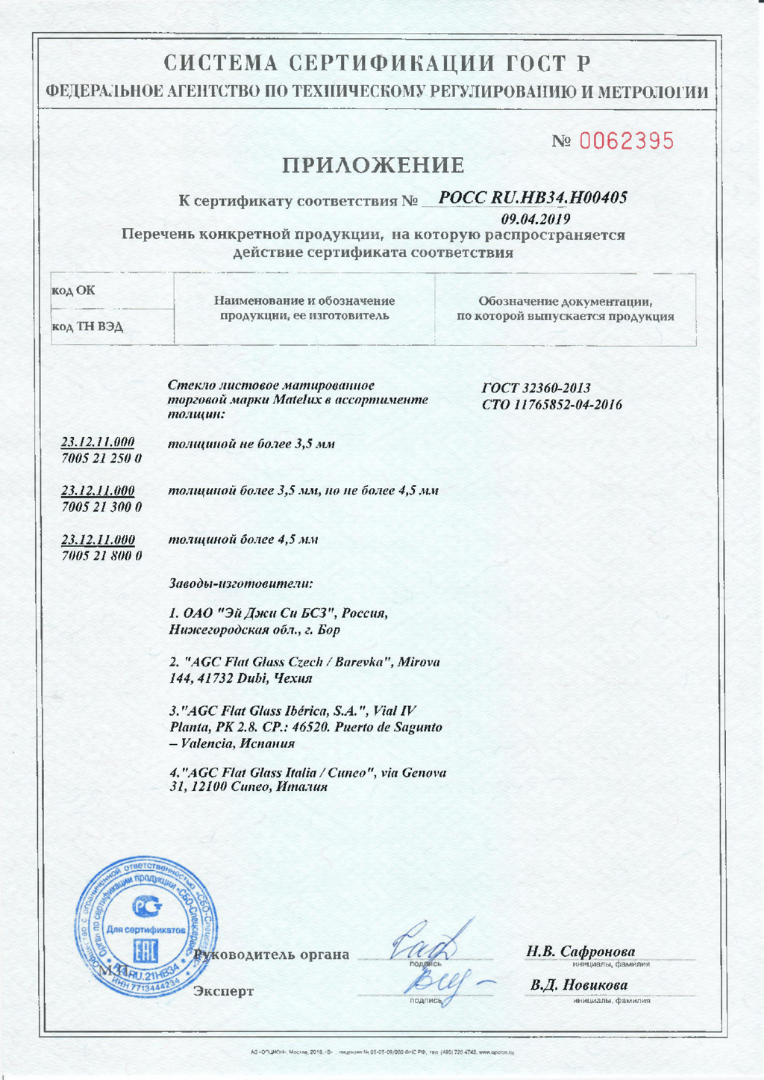 СИСТЕМА СЕРТИФИКАЦИИ ГОСТ Р
ФЕДЕРАЛЬНОЕ АГЕНТСТВО ПО ТЕХНИЧЕСКОМУ РЕГУЛИРОВАНИЮ И МЕТРОЛОГИИ
№ 0062395
ПРИЛОЖЕНИЕ
К сертификату соответствия № РОСС RU.НВ34.Н00405
09.04.2019
Перечень конкретной продукции, на которую распространяется
действие сертификата соответствия
код ОК
код ТН ВЭД
Наименование и обозначение
продукции, ее изготовитель
Обозначение документации,
по которой выпускается продукция
Стекло листовое матированное
торговой марки Matelux в ассортименте
толщин:
ГОСТ 32360-2013
СТО 11765852-04-2016
23.12.11.000
7005 21 250 0
толщиной не более 3,5 мм
23.12.11.000
7005 21 300 0
толщиной более 3,5 мм, но не более 4,5 мм
23.12.11.000
7005 21 800 0
толщиной более 4,5 мм
Заводы-изготовители:
1. ОАО "Эй Джи Си БСЗ", Россия,
Нижегородская обл., г. Бор
2. "AGC Flat Glass Czech / Barevka", Mirova
144, 41732 Dubi, Чехия
3."AGC Flat Glass Ibérica, S.A.", Vial IV
Planta, PK 2.8. CP.: 46520. Puerto de Sagunto
– Valencia, Испания
4."AGC Flat Glass Italia / Cuneo", via Genova
31, 12100 Cuneo, Италия
Для сертификатов
ЕАС
ИНН 7713444234
М.П.
Руководитель органа
подпись
Н.В. Сафронова
инициалы, фамилия
Эксперт
подпись
В.Д. Новикова
инициалы, фамилия